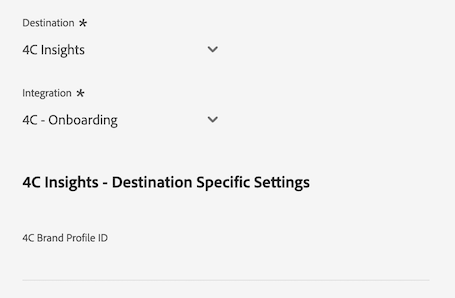 Destination *
4C Insights
Integration *
4C - Onboarding
4C Insights - Destination Specific Settings
4C Brand Profile ID